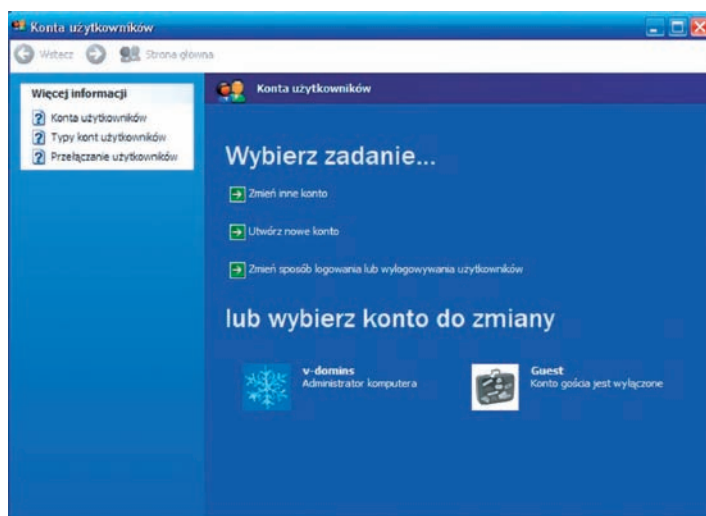 Konta użytkowników
Wstecz Strona główna
Więcej informacji
Konta użytkowników
Typy kont użytkowników
Przełączanie użytkowników
Konta użytkowników
Wybierz zadanie...
Zmień inne konto
Utwórz nowe konto
Zmień sposób logowania lub wylogowywania użytkowników
lub wybierz konto do zmiany
v-domins
Administrator komputera
Guest
Konto gościa jest wyłączone